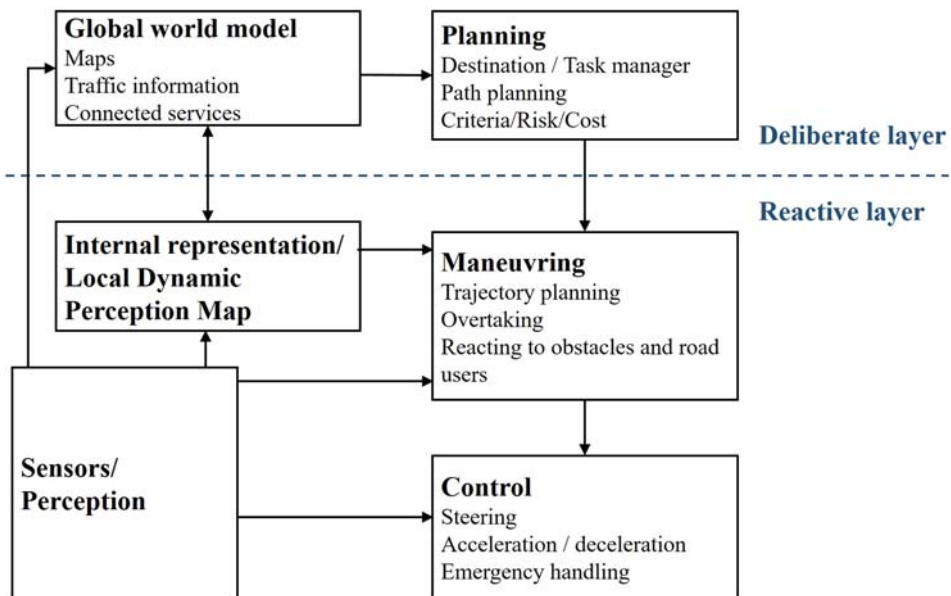 Global world model
Maps
Traffic information
Connected services
Planning
Destination / Task manager
Path planning
Criteria/Risk/Cost
Deliberate layer
Reactive layer
Internal representation/
Local Dynamic
Perception Map
Maneuvring
Trajectory planning
Overtaking
Reacting to obstacles and road
users
Sensors/
Perception
Control
Steering
Acceleration / deceleration
Emergency handling